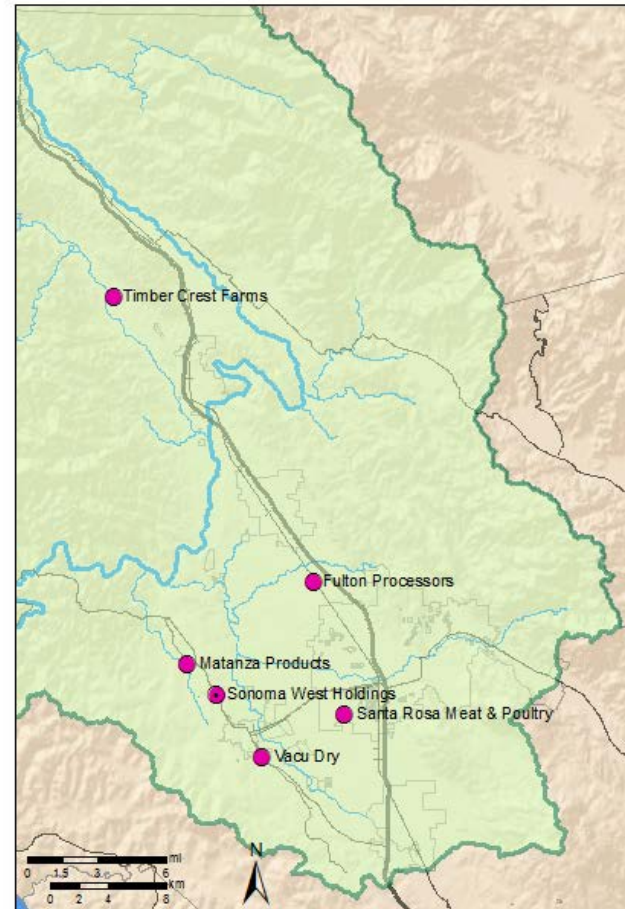 Timber Crest Farms
Fulton Processors
Matanza Products
Sonoma West Holdings
Santa Rosa Meat & Poultry
Vacu Dry
N
mi
0 1.5 3 6
km
0 2 4 8